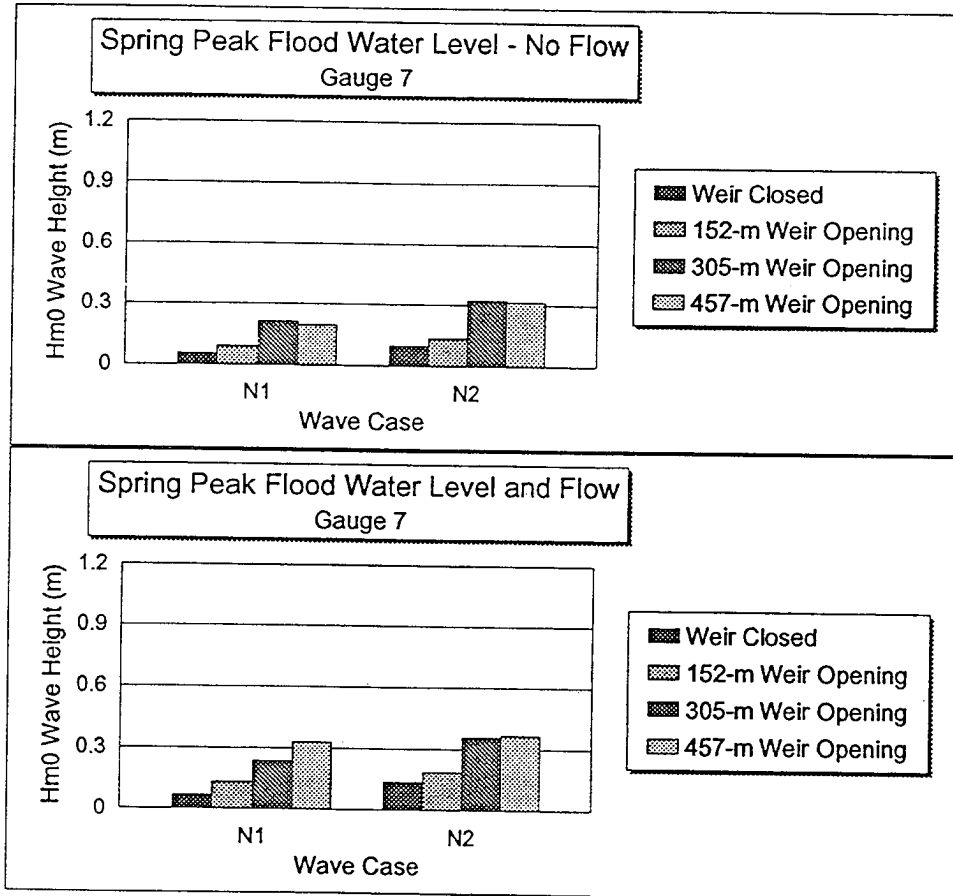 Spring Peak Flood Water Level - No Flow
Gauge 7
Hm0 Wave Height (m)
1.2
0.9
0.6
0.3
0
N1
N2
Wave Case
Weir Closed
152-m Weir Opening
305-m Weir Opening
457-m Weir Opening
Spring Peak Flood Water Level and Flow
Gauge 7
Hm0 Wave Height (m)
1.2
0.9
0.6
0.3
0
N1
N2
Wave Case
Weir Closed
152-m Weir Opening
305-m Weir Opening
457-m Weir Opening